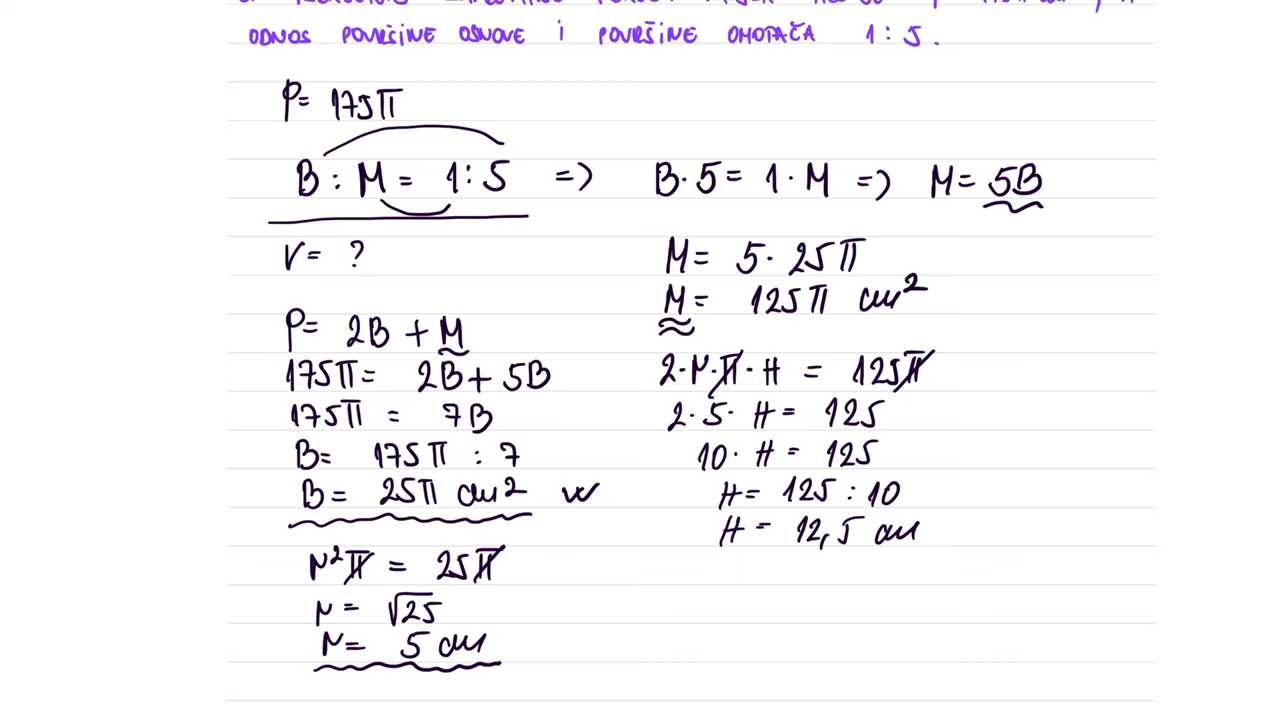 ODNOS POVRŠINE OSNOVE I POVRŠINE OMOTAČA 1:5.
P= 175π
B : M = 1 : 5 => B·5 = 1·M => M = 5B
V= ?
P= 2B + M
175π = 2B + 5B
175π = 7B
B= 175π : 7
B= 25π cm²
r²π = 25π
r = √25
r = 5 cm
M= 5·25π
M= 125π cm²
2·r·π·H = 125π
2·5·H = 125
10·H = 125
H= 125 : 10
H = 12,5 cm